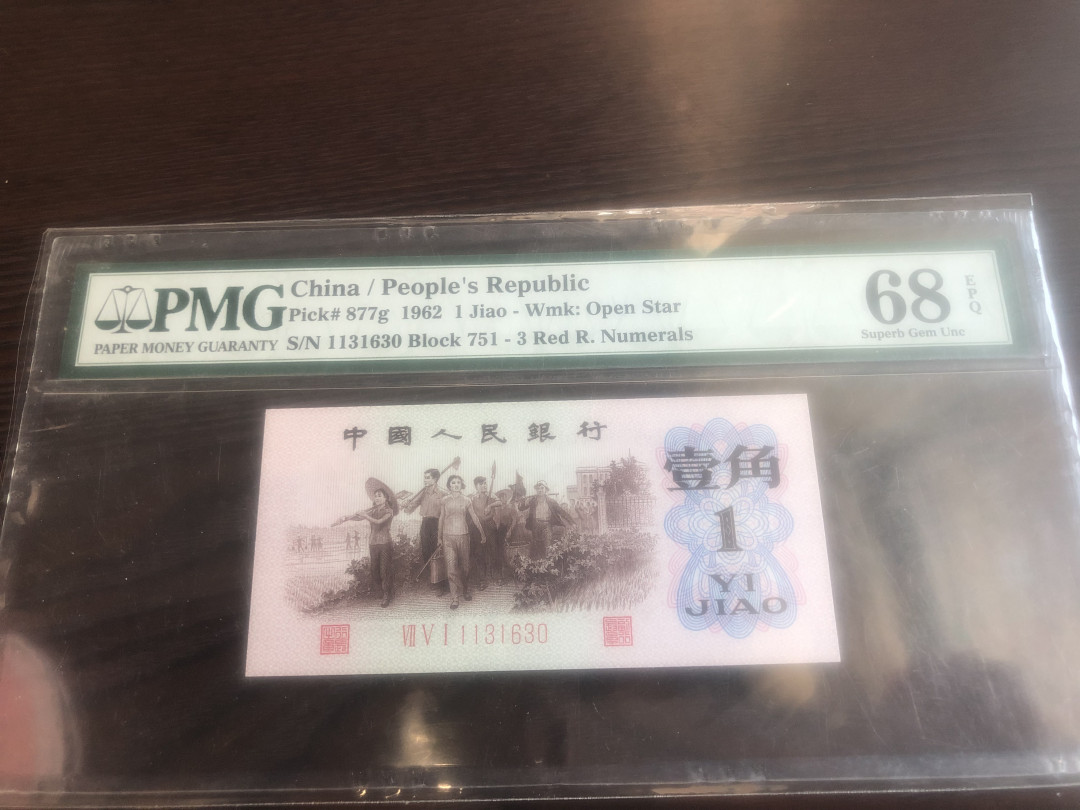 PMG
PAPER MONEY GUARANTY
China / People's Republic
Pick# 877g 1962 1 Jiao - Wmk: Open Star
S/N 1131630 Block 751 - 3 Red R. Numerals
68
EPQ
Superb Gem Unc
中國人民銀行
壹角
1
YI
JIAO
Ⅶ Ⅴ Ⅰ 1131630